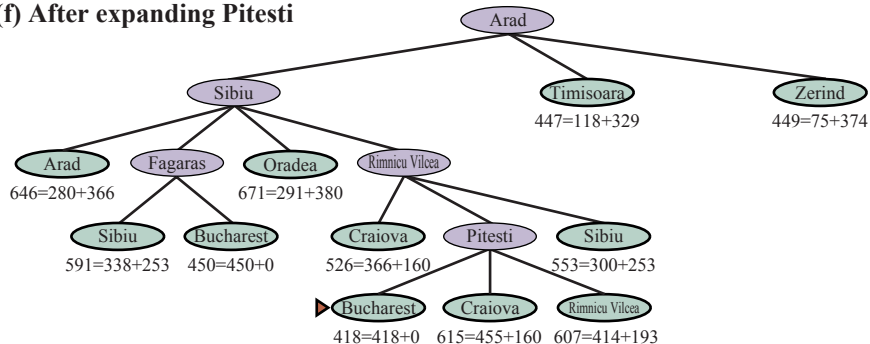 (f) After expanding Pitesti
Arad
Sibiu
Timisoara
447=118+329
Zerind
449=75+374
Arad
646=280+366
Fagaras
Oradea
671=291+380
Rimnicu Vilcea
Sibiu
591=338+253
Bucharest
450=450+0
Craiova
526=366+160
Pitesti
Sibiu
553=300+253
Bucharest
418=418+0
Craiova
615=455+160
Rimnicu Vilcea
607=414+193